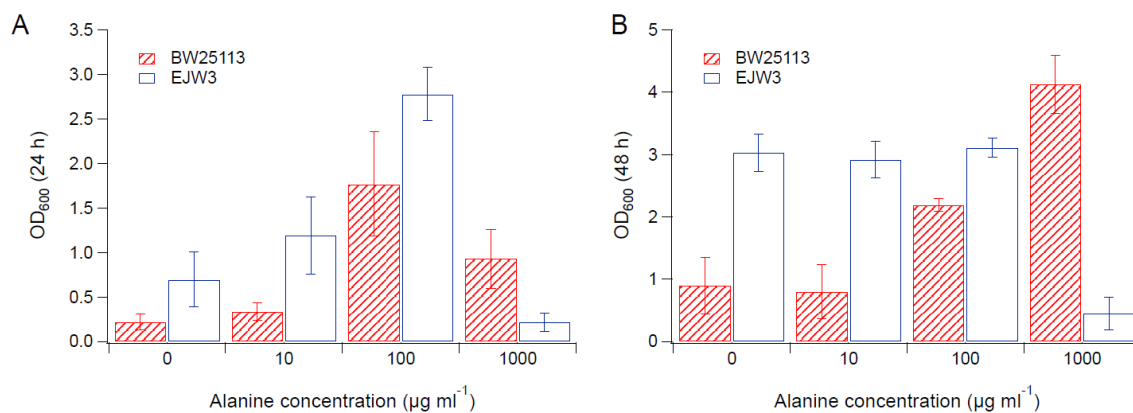 A
3.5
3.0
2.5
2.0
1.5
1.0
0.5
0.0
OD600 (24 h)
BW25113
EJW3
0 10 100 1000
Alanine concentration (µg ml-1)
B
5
4
3
2
1
0
OD600 (48 h)
BW25113
EJW3
0 10 100 1000
Alanine concentration (µg ml-1)